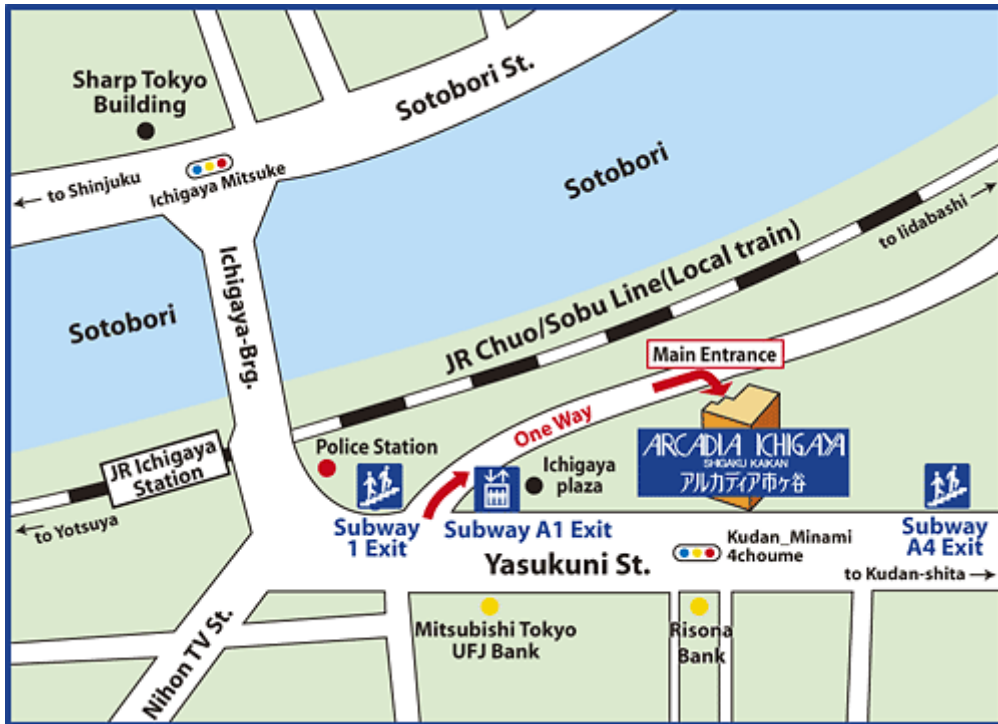 Sharp Tokyo
Building
Sotobori St.
← to Shinjuku
Ichigaya Mitsuke
Sotobori
to Iidabashi →
Ichigaya-Brg.
Sotobori
JR Chuo/Sobu Line(Local train)
Main Entrance
One Way
Police Station
JR Ichigaya
Station
Ichigaya
plaza
ARCADIA ICHIGAYA
SHIGAKU KAIKAN
アルカディア市ヶ谷
← to Yotsuya
Subway
1 Exit
Subway A1 Exit
Kudan_Minami
4choume
Subway
A4 Exit
Yasukuni St.
to Kudan-shita →
Nihon TV St.
Mitsubishi Tokyo
UFJ Bank
Risona
Bank